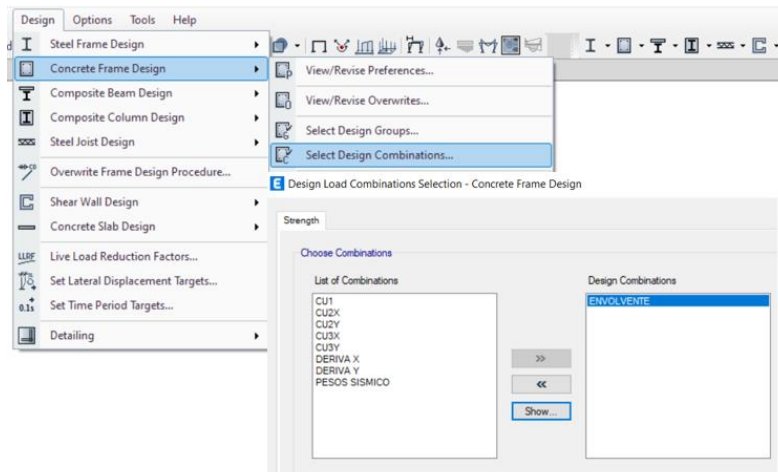 Design Options Tools Help
Steel Frame Design
Concrete Frame Design
Composite Beam Design
Composite Column Design
Steel Joist Design
Overwrite Frame Design Procedure...
Shear Wall Design
Concrete Slab Design
LLRF Live Load Reduction Factors...
Set Lateral Displacement Targets...
0.1s Set Time Period Targets...
Detailing
View/Revise Preferences...
View/Revise Overwrites...
Select Design Groups...
Select Design Combinations...
E Design Load Combinations Selection - Concrete Frame Design
Strength
Choose Combinations
List of Combinations
CU1
CU2X
CU2Y
CU3X
CU3Y
DERIVA X
DERIVA Y
PESOS SISMICO
>>
<<
Show...
Design Combinations
ENVOLVENTE